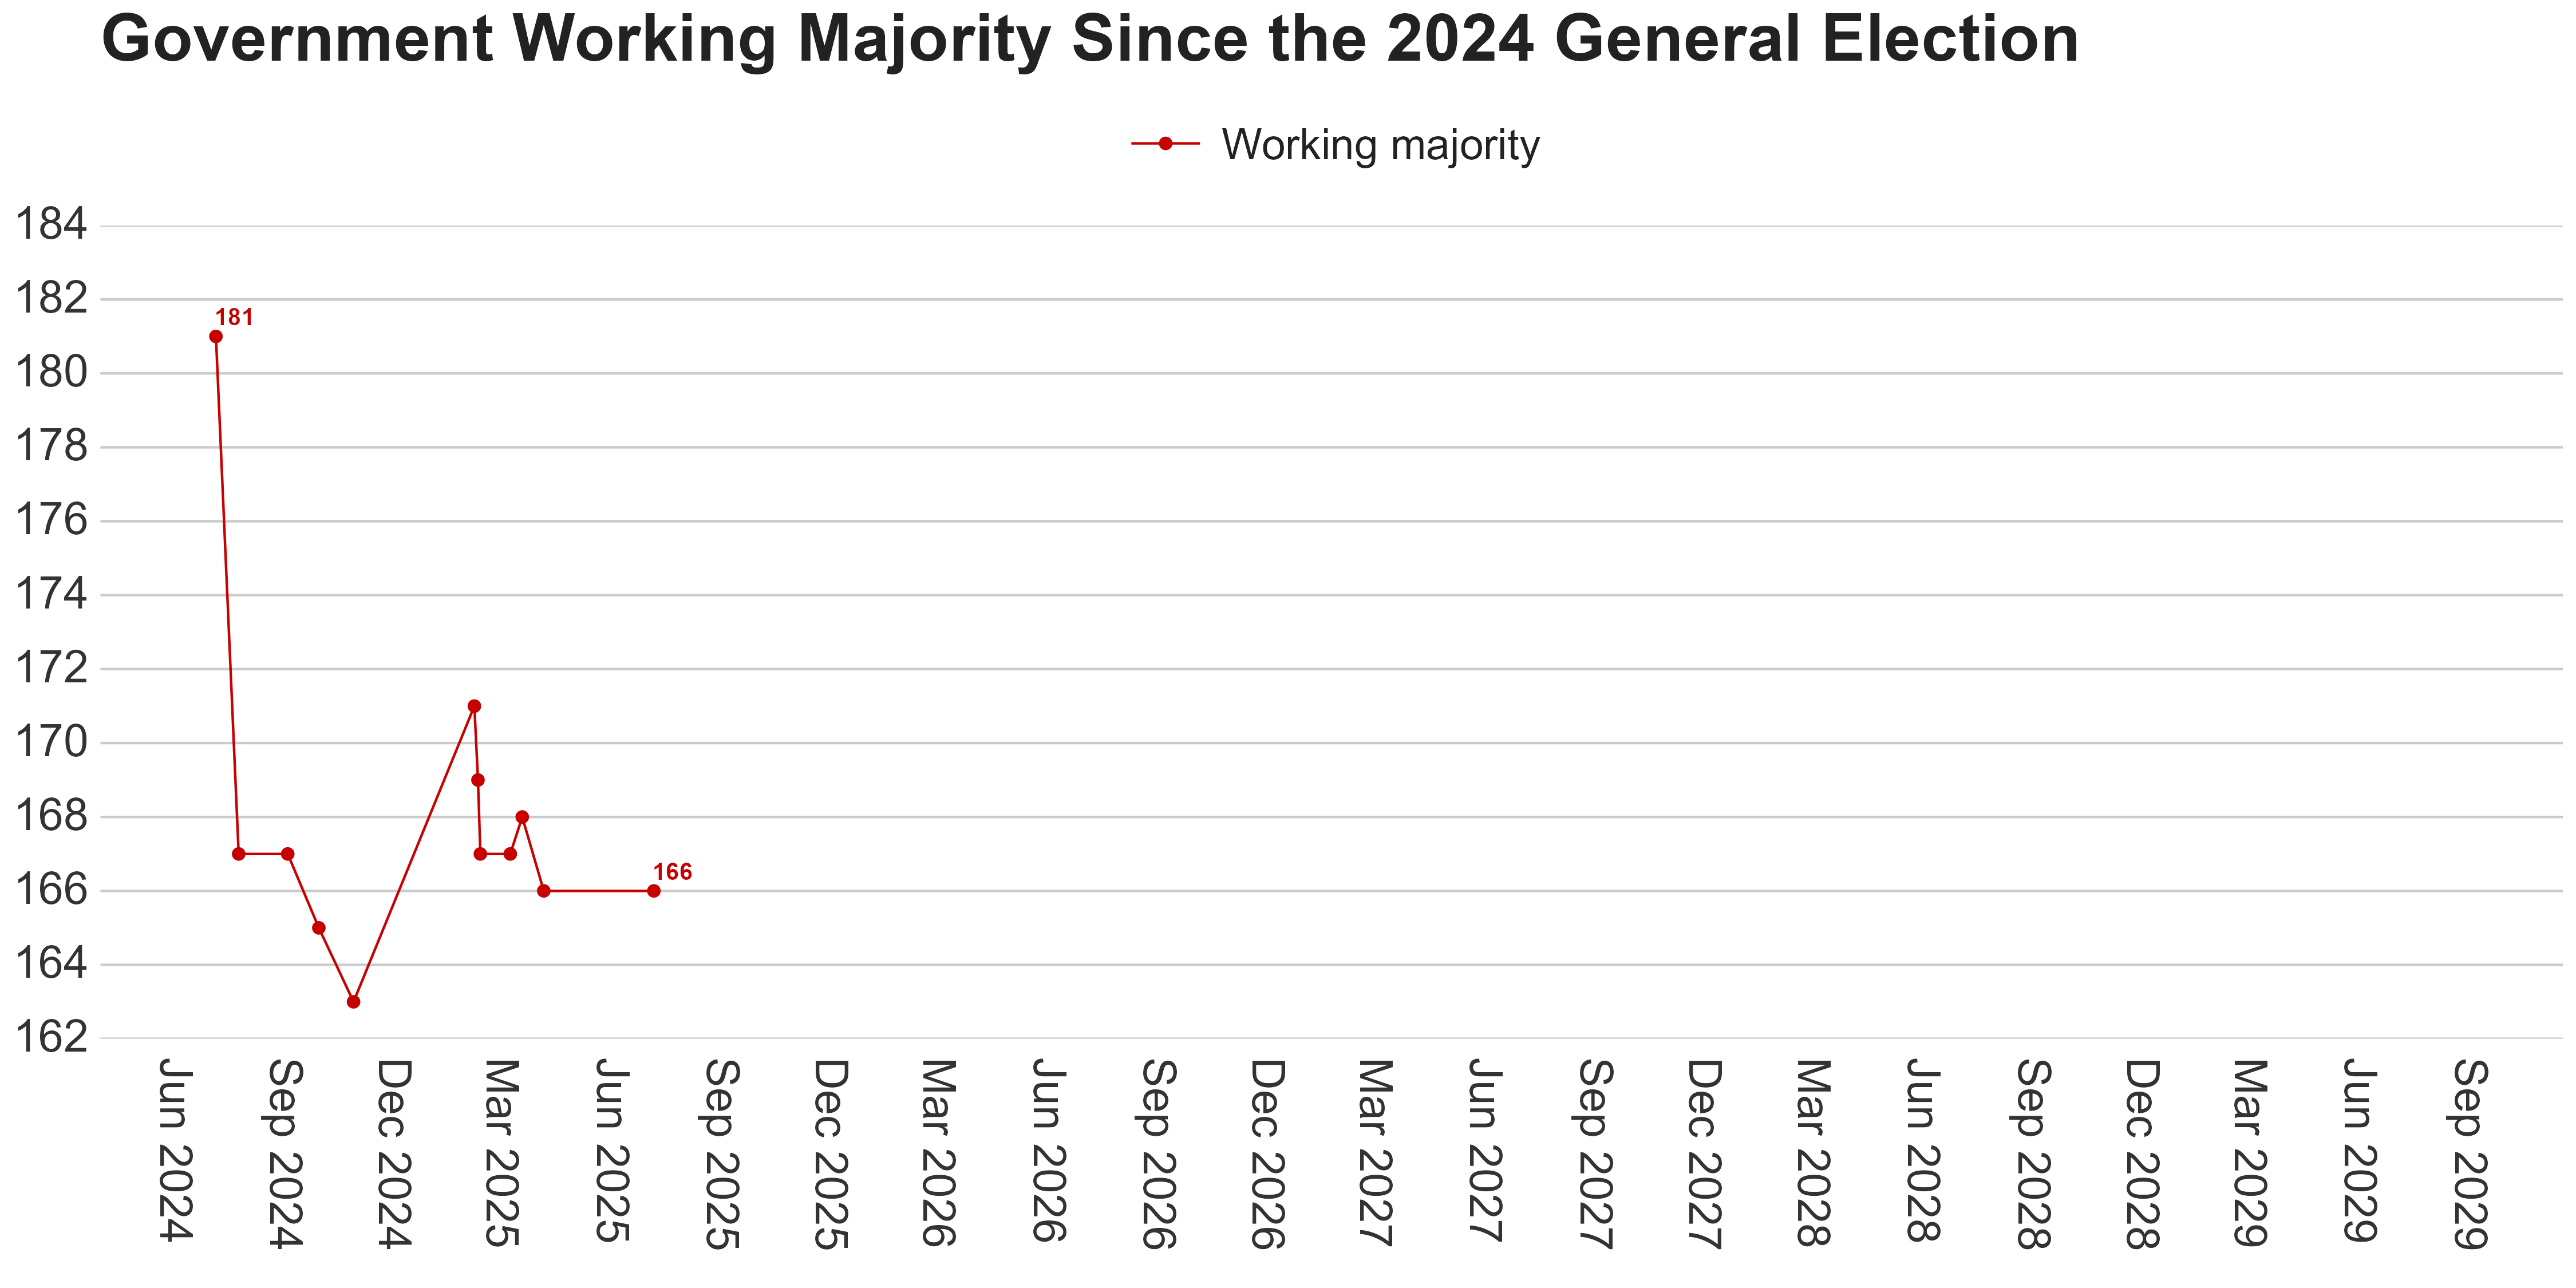 Government Working Majority Since the 2024 General Election
Working majority
184
182
181
180
178
176
174
172
170
168
166
166
164
162
Jun 2024
Sep 2024
Dec 2024
Mar 2025
Jun 2025
Sep 2025
Dec 2025
Mar 2026
Jun 2026
Sep 2026
Dec 2026
Mar 2027
Jun 2027
Sep 2027
Dec 2027
Mar 2028
Jun 2028
Sep 2028
Dec 2028
Mar 2029
Jun 2029
Sep 2029